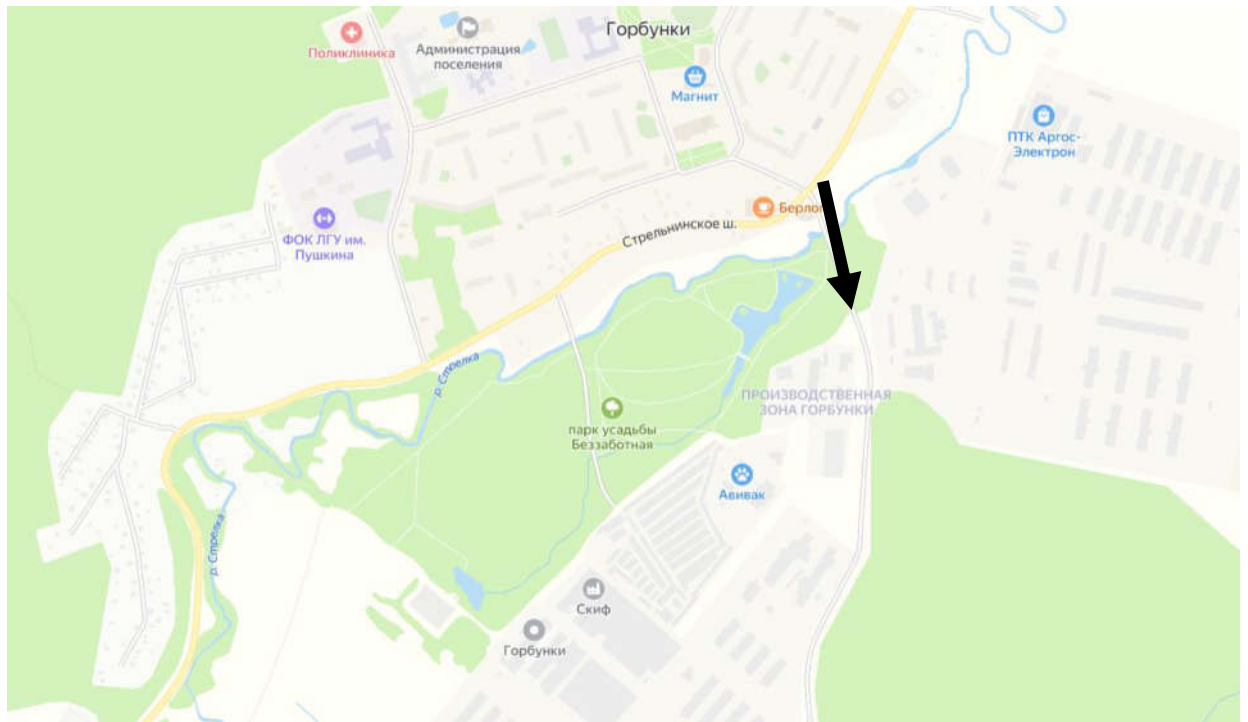 Горбунки
Поликлиника
Администрация
поселения
Магнит
ПТК Аргос-
Электрон
Берлог
ФОК ЛГУ им.
Пушкина
Стрельнинское ш.
р. Стрелка
ПРОИЗВОДСТВЕННАЯ
ЗОНА ГОРБУНКИ
парк усадьбы
Беззаботная
Авивак
р. Стрелка
Скиф
Горбунки